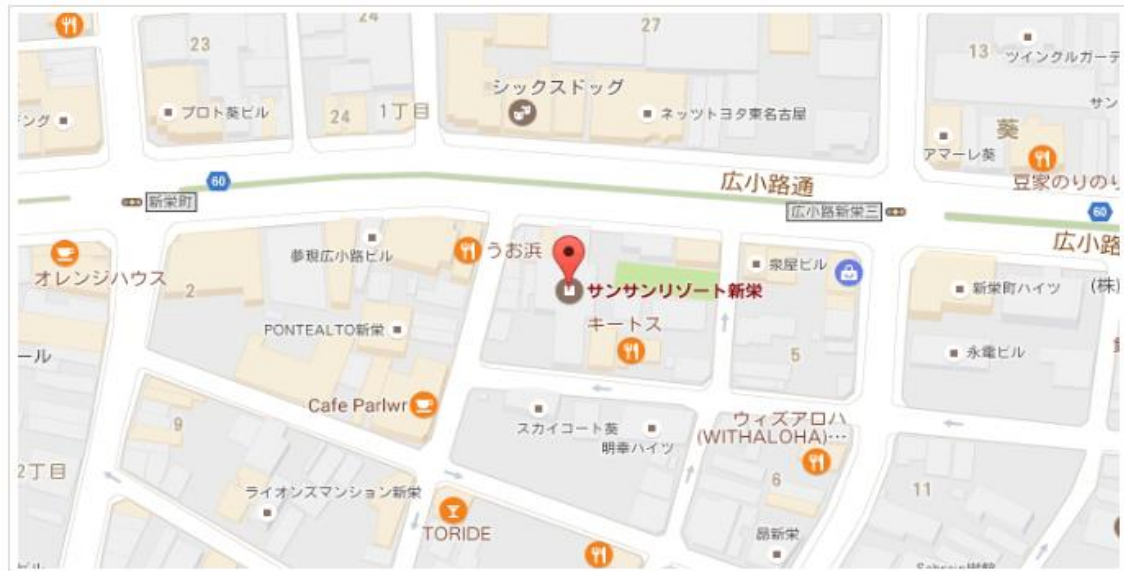 24
23
27
13
ツインクルガーデ
シックスドッグ
サン
プロト葵ビル
24
1丁目
ネッツトヨタ東名古屋
葵
アマーレ葵
60
広小路通
豆家のりのり
新栄町
広小路新栄三
60
うお浜
広小路
夢現広小路ビル
泉屋ビル
オレンジハウス
2
サンサンリゾート新栄
新栄町ハイツ
(株)
PONTEALTO新栄
キートス
ール
5
永電ビル
Cafe Parlwr
ウィズアロハ
(WITHALOHA)…
スカイコート葵
9
明幸ハイツ
2丁目
6
ライオンズマンション新栄
11
TORIDE
昴新栄